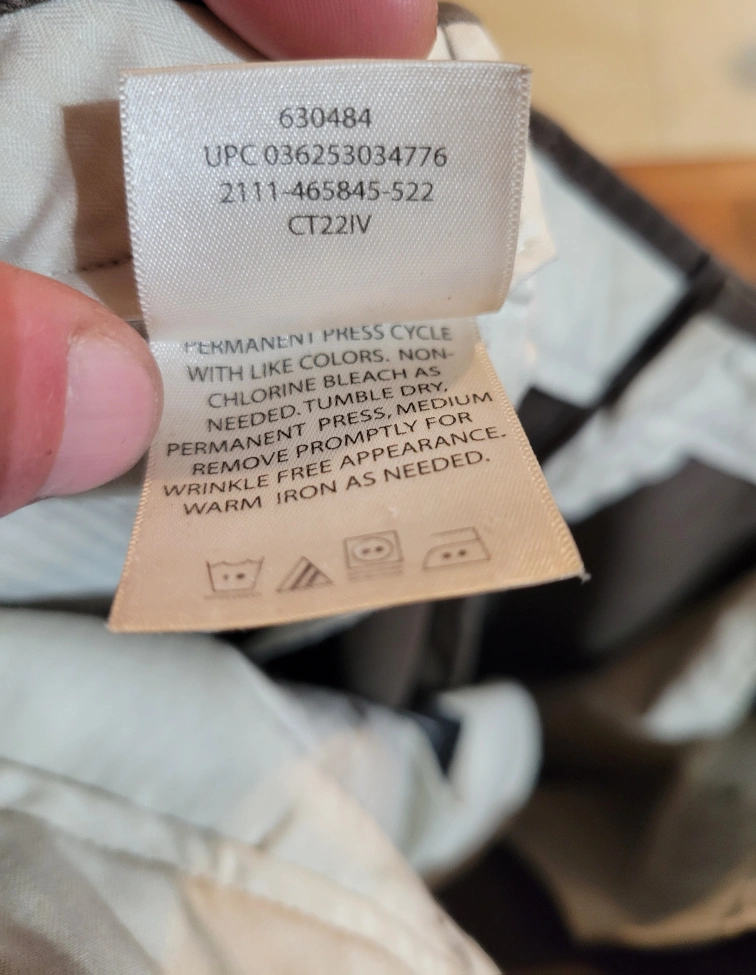 630484
UPC 036253034776
2111-465845-522
CT22IV
PERMANENT PRESS CYCLE
WITH LIKE COLORS. NON-
CHLORINE BLEACH AS
NEEDED. TUMBLE DRY,
PERMANENT PRESS, MEDIUM
REMOVE PROMPTLY FOR
WRINKLE FREE APPEARANCE.
WARM IRON AS NEEDED.